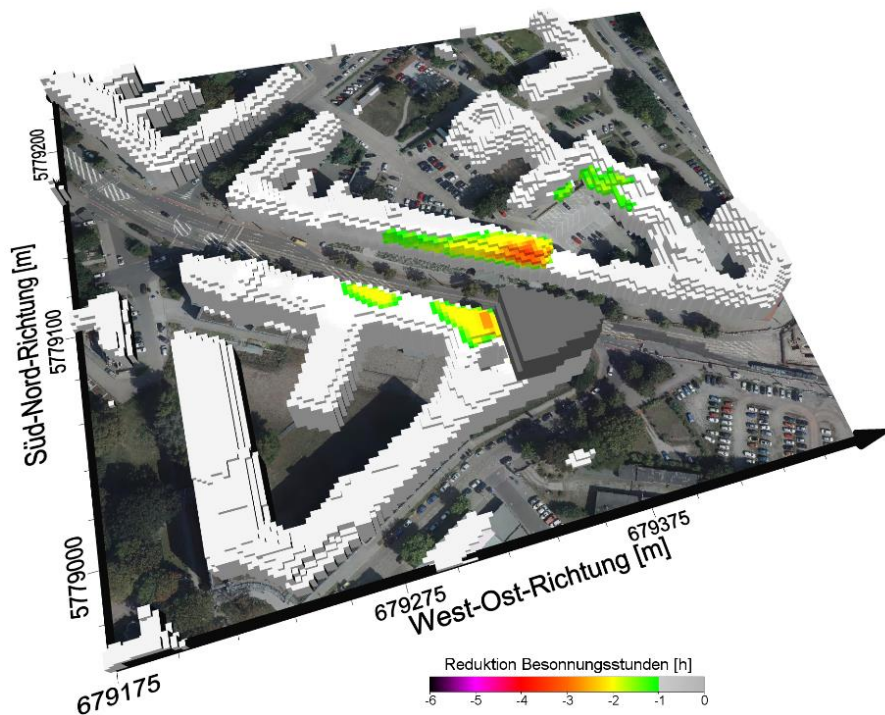 5779200
5779100
5779000
Süd-Nord-Richtung [m]
679175
679275
679375
West-Ost-Richtung [m]
Reduktion Besonnungsstunden [h]
-6 -5 -4 -3 -2 -1 0